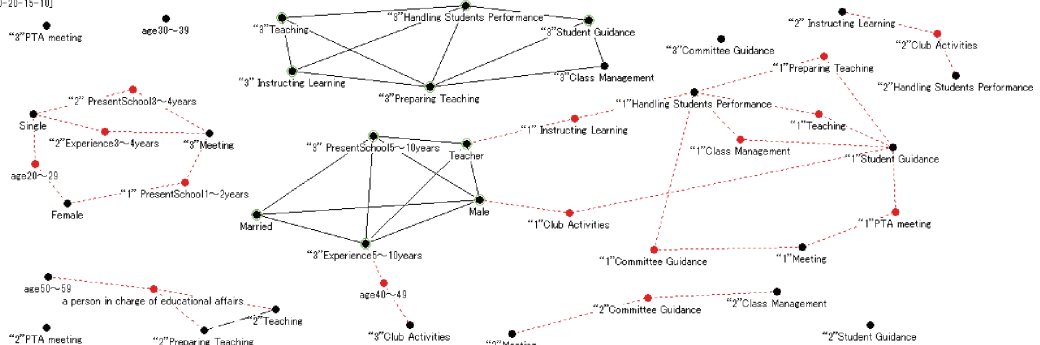 0-20-15-10]
"3"PTA meeting
age30～39
"3"Handling Students Performance
"3"Teaching
"3"Student Guidance
"3"Instructing Learning
"3"Class Management
"3"Preparing Teaching
"2" Instructing Learning
"2"Club Activities
"2"Handling Students Performance
"3"Committee Guidance
"1"Preparing Teaching
"1"Handling Students Performance
"1" Instructing Learning
"1"Teaching
"1"Class Management
"1"Student Guidance
"2" PresentSchool3～4years
Single
"2"Experience3～4years
"3"Meeting
age20～29
"1" PresentSchool1～2years
Female
"3" PresentSchool5～10years
Teacher
Married
Male
"3"Experience5～10years
"1"Club Activities
"1"PTA meeting
"1"Committee Guidance
"1"Meeting
age50～59
a person in charge of educational affairs
"2"Teaching
"2"PTA meeting
"2"Preparing Teaching
age40～49
"3"Club Activities
"2"Class Management
"2"Committee Guidance
"2"Meeting
"2"Student Guidance